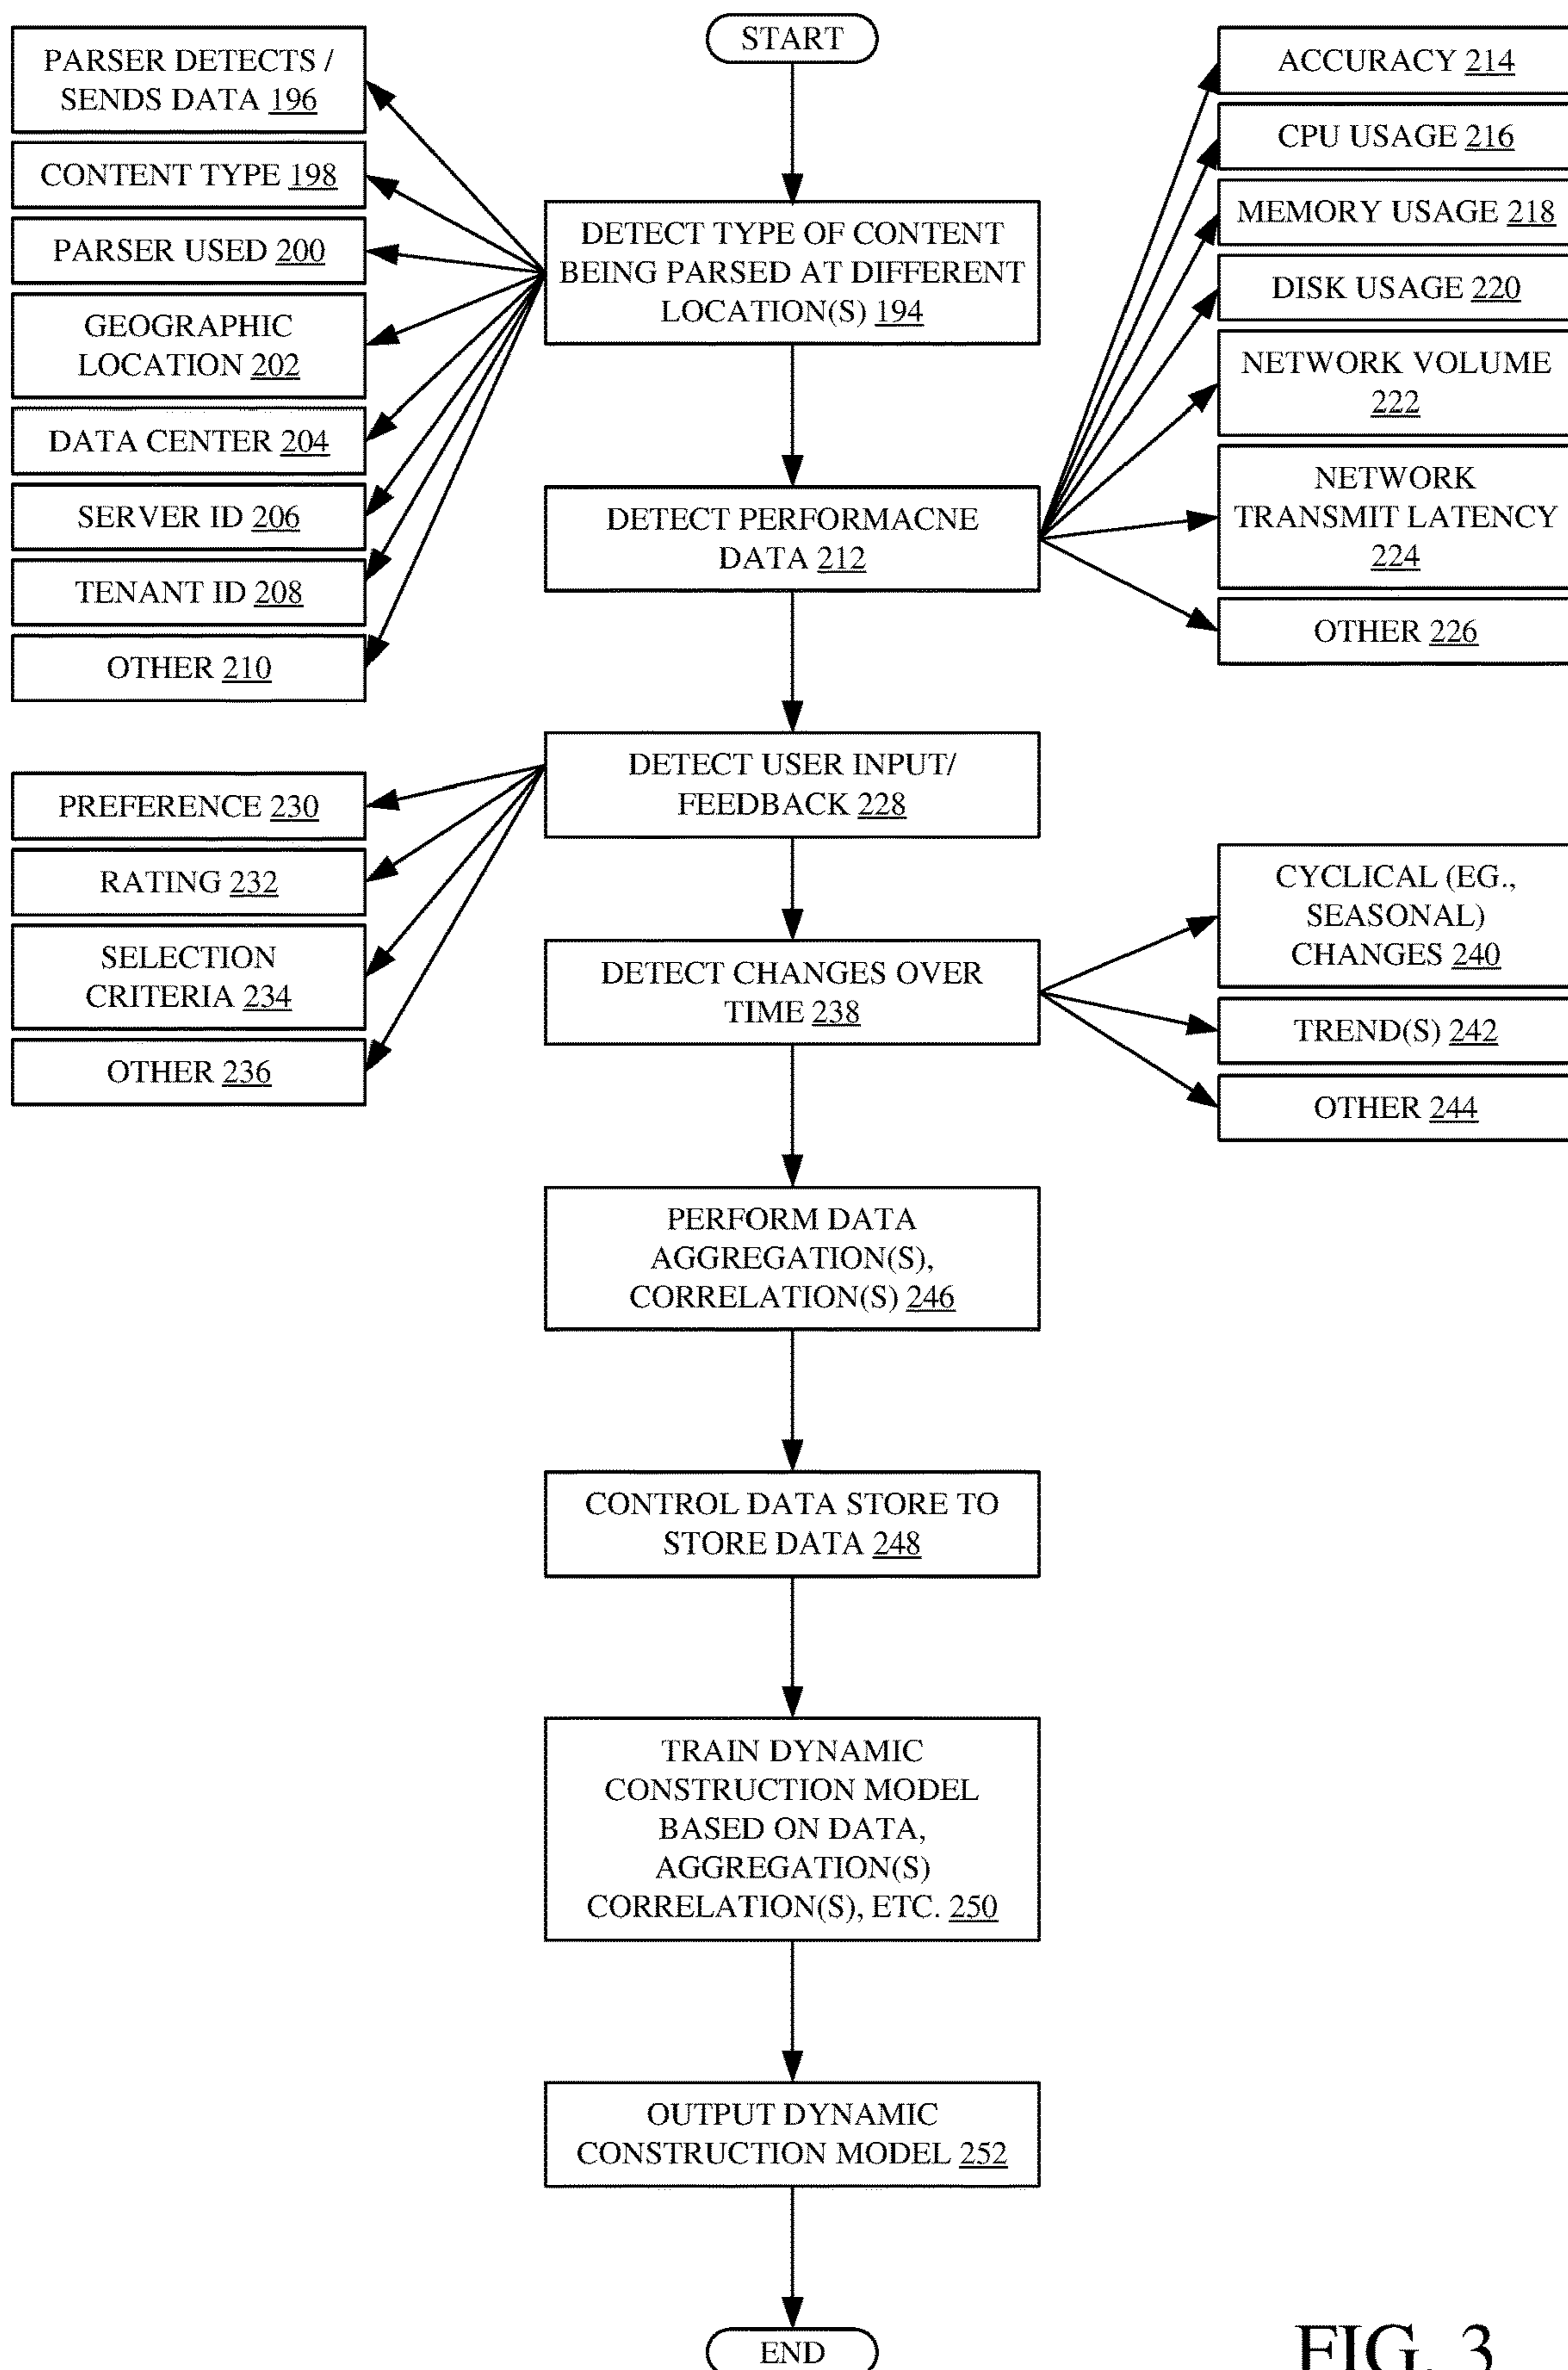 START
PARSER DETECTS /
SENDS DATA 196
CONTENT TYPE 198
PARSER USED 200
GEOGRAPHIC
LOCATION 202
DATA CENTER 204
SERVER ID 206
TENANT ID 208
OTHER 210
DETECT TYPE OF CONTENT
BEING PARSED AT DIFFERENT
LOCATION(S) 194
ACCURACY 214
CPU USAGE 216
MEMORY USAGE 218
DISK USAGE 220
NETWORK VOLUME
222
NETWORK
TRANSMIT LATENCY
224
OTHER 226
DETECT PERFORMACNE
DATA 212
DETECT USER INPUT/
FEEDBACK 228
PREFERENCE 230
RATING 232
SELECTION
CRITERIA 234
OTHER 236
DETECT CHANGES OVER
TIME 238
CYCLICAL (EG.,
SEASONAL)
CHANGES 240
TREND(S) 242
OTHER 244
PERFORM DATA
AGGREGATION(S),
CORRELATION(S) 246
CONTROL DATA STORE TO
STORE DATA 248
TRAIN DYNAMIC
CONSTRUCTION MODEL
BASED ON DATA,
AGGREGATION(S)
CORRELATION(S), ETC. 250
OUTPUT DYNAMIC
CONSTRUCTION MODEL 252
END
FIG. 3